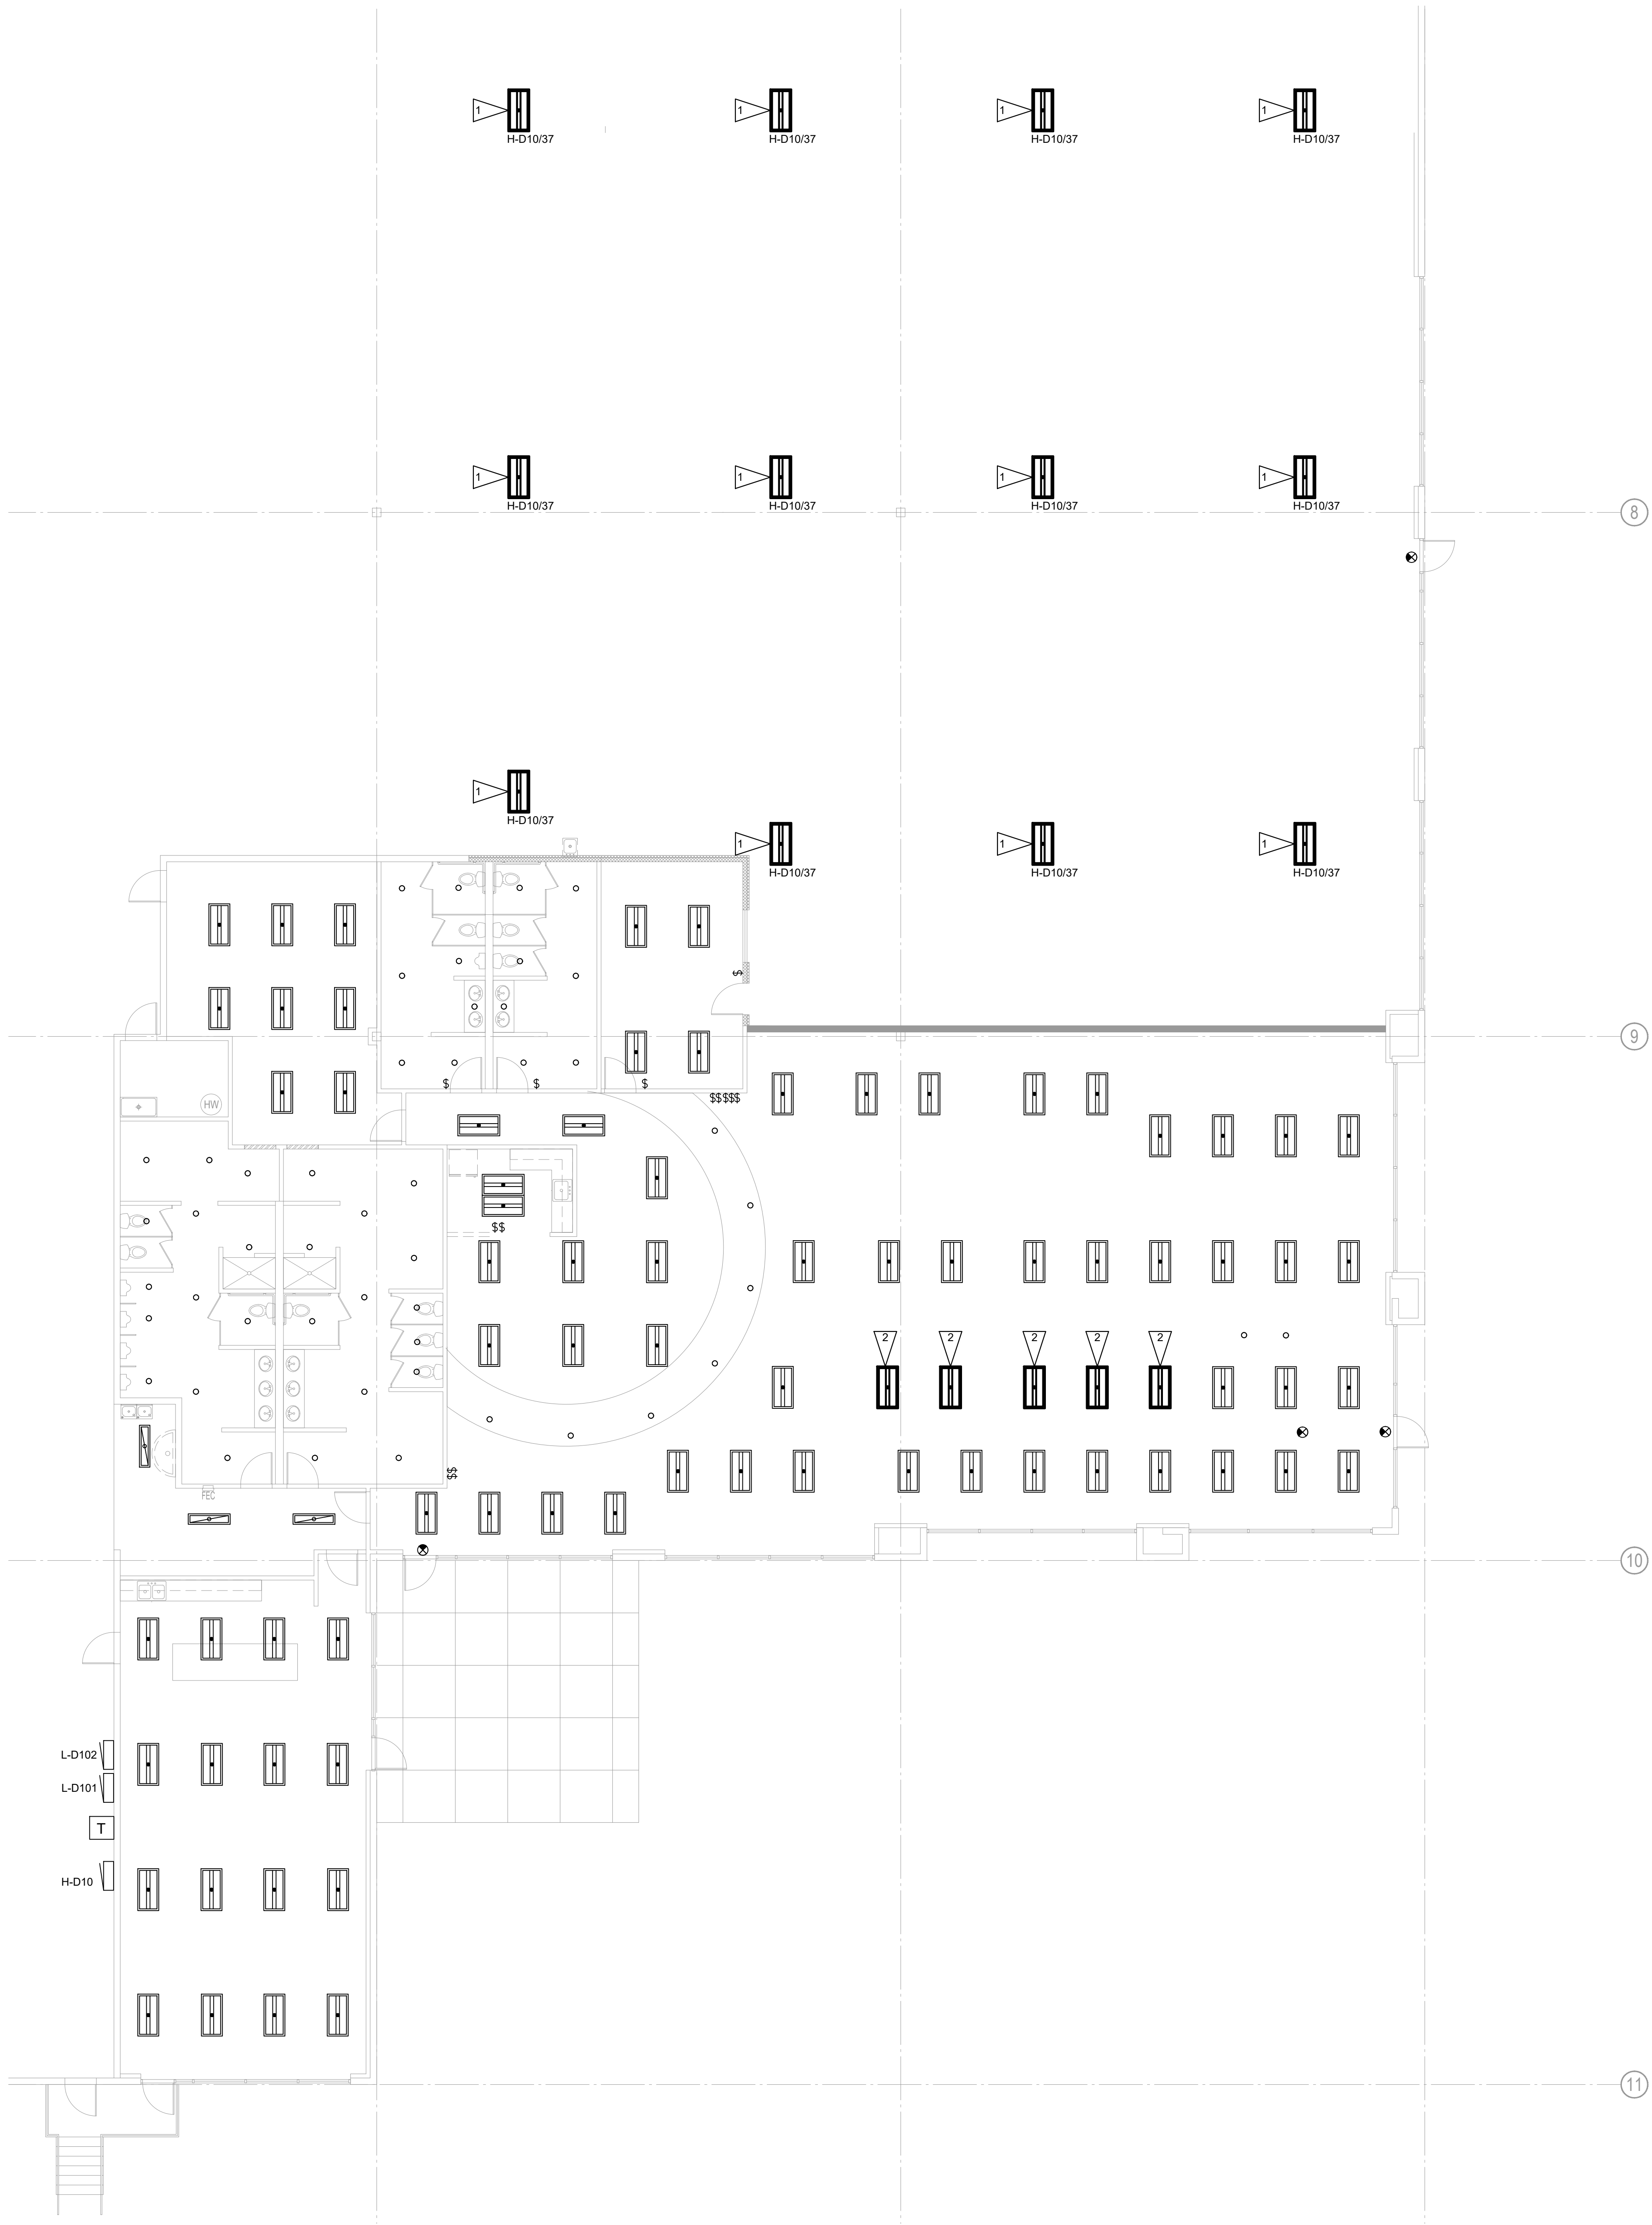 1 1 1 1
H-D10/37 H-D10/37 H-D10/37 H-D10/37
1 1 1 1
H-D10/37 H-D10/37 H-D10/37 H-D10/37
8
1
H-D10/37
1 1 1
H-D10/37 H-D10/37 H-D10/37
$
9
$ $ $
$$$$$
HW
$$
2 2 2 2 2
$$
FEC
10
L-D102
L-D101
T
H-D10
11